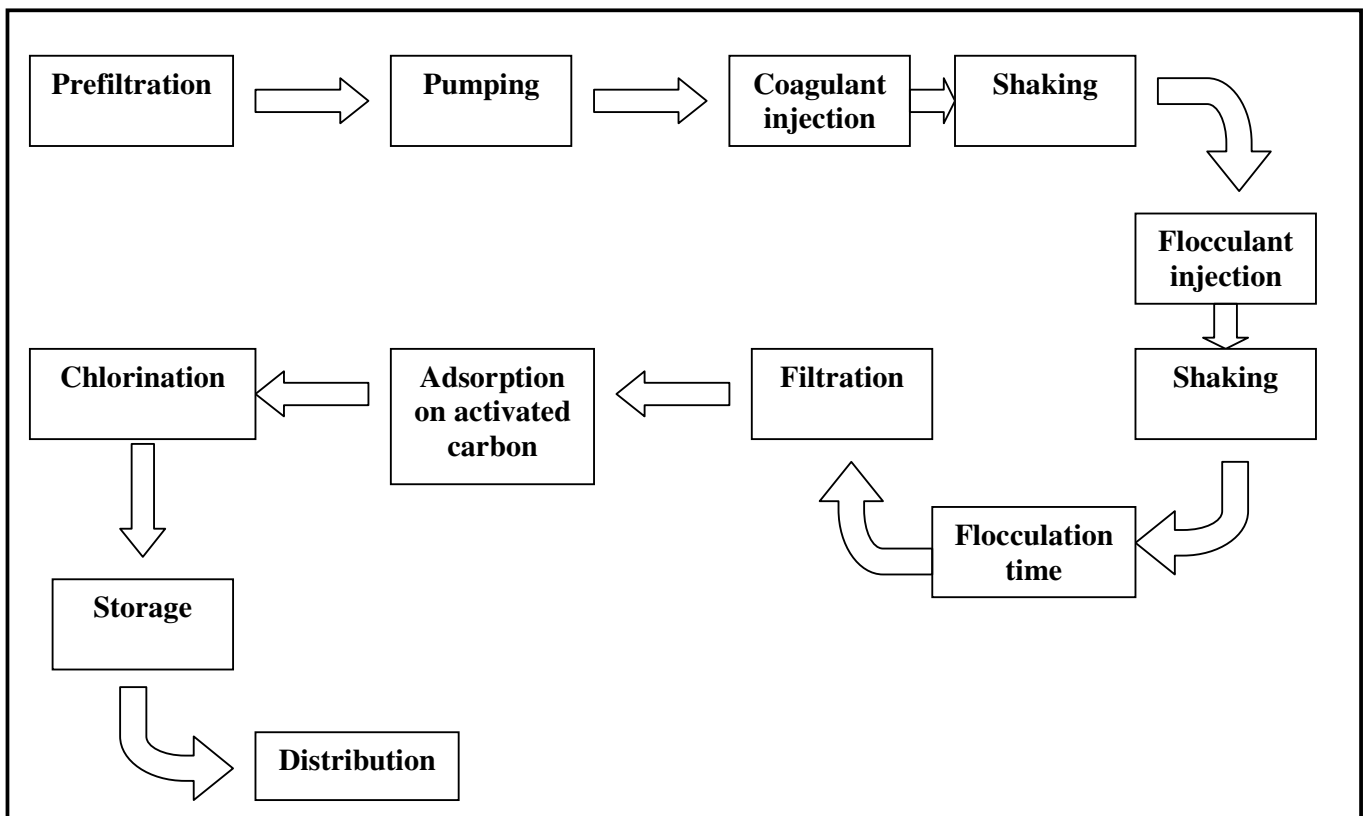 Prefiltration
Pumping
Coagulant
injection
Shaking
Flocculant
injection
Shaking
Flocculation
time
Filtration
Adsorption
on activated
carbon
Chlorination
Storage
Distribution